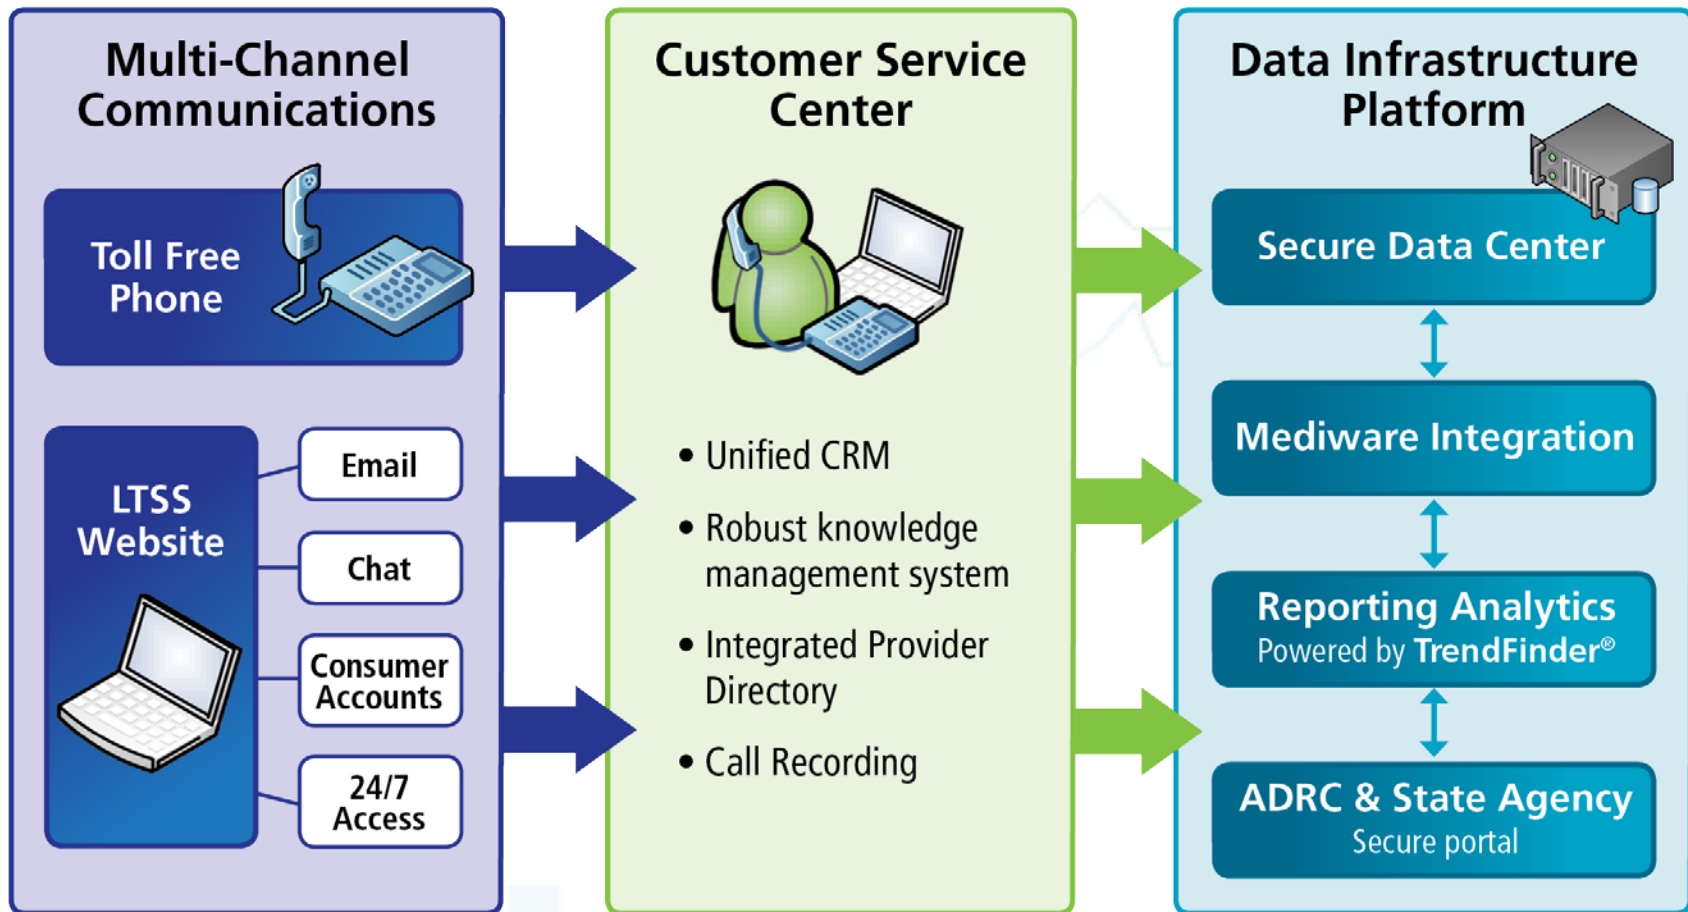 Multi-Channel
Communications
Toll Free
Phone
LTSS
Website
Email
Chat
Consumer
Accounts
24/7
Access
Customer Service
Center
• Unified CRM
• Robust knowledge
management system
• Integrated Provider
Directory
• Call Recording
Data Infrastructure
Platform
Secure Data Center
Mediware Integration
Reporting Analytics
Powered by TrendFinder®
ADRC & State Agency
Secure portal